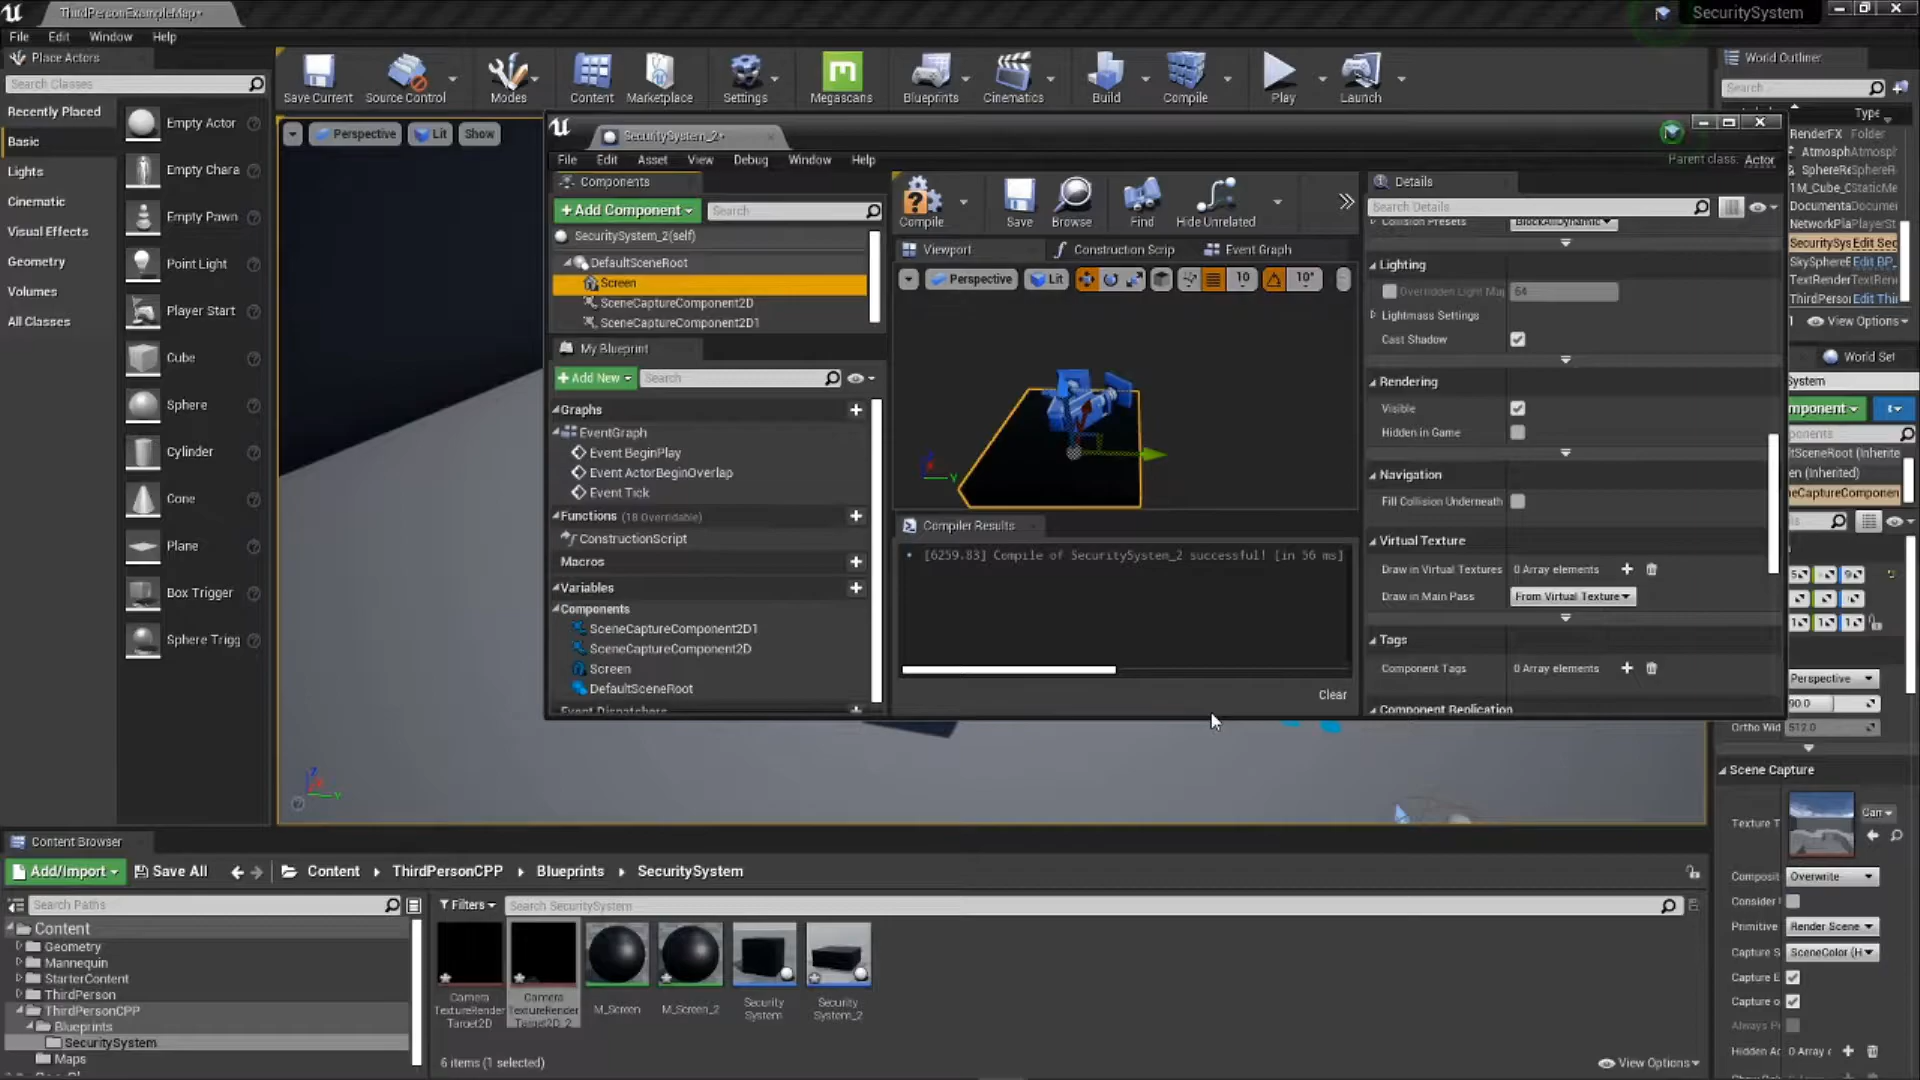 ThirdPersonExampleMap*
SecuritySystem
File Edit Window Help
Place Actors
Search Classes
Recently Placed
Basic
Lights
Cinematic
Visual Effects
Geometry
Volumes
All Classes
Empty Actor
Empty Chara
Empty Pawn
Point Light
Player Start
Cube
Sphere
Cylinder
Cone
Plane
Box Trigger
Sphere Trigg
Save Current
Source Control
Modes
Content
Marketplace
Settings
Megascans
Blueprints
Cinematics
Build
Compile
Play
Launch
Perspective Lit Show
SecuritySystem_2*
File Edit Asset View Debug Window Help
Parent class: Actor
Components
+Add Component
Search
SecuritySystem_2(self)
DefaultSceneRoot
Screen
SceneCaptureComponent2D
SceneCaptureComponent2D1
My Blueprint
+Add New
Search
Graphs
EventGraph
Event BeginPlay
Event ActorBeginOverlap
Event Tick
Functions (18 Overridable)
ConstructionScript
Macros
Variables
Components
SceneCaptureComponent2D1
SceneCaptureComponent2D
Screen
DefaultSceneRoot
Event Dispatchers
Compile
Save
Browse
Find
Hide Unrelated
Viewport
Construction Scrip
Event Graph
Perspective Lit 10 10°
Compiler Results
[6259.83] Compile of SecuritySystem_2 successful! [in 56 ms]
Clear
Details
Search Details
Collision Presets BlockAllDynamic
Lighting
Overridden Light Ma 64
Lightmass Settings
Cast Shadow
Rendering
Visible
Hidden in Game
Navigation
Fill Collision Underneath
Virtual Texture
Draw in Virtual Textures 0 Array elements
Draw in Main Pass From Virtual Texture
Tags
Component Tags 0 Array elements
Component Replication
World Outliner
Search...
Type
RenderFX Folder
SecuritySys Edit Sec
SkySphere Edit BP
ThirdPerso Edit Thi
View Options
World Set
System
mponent
ponents
en (Inherited)
eCaptureComponen
Perspective
90.0
Ortho Wid 512.0
Scene Capture
Texture T Cam
Composit Overwrite
Consider
Primitive Render Scene
Capture S SceneColor (H
Capture E
Capture o
Always P
Hidden Ac 0 Array
Content Browser
Add/Import
Save All
Content ThirdPersonCPP Blueprints SecuritySystem
Search Paths
Filters
Search SecuritySystem
Content
Geometry
Mannequin
StarterContent
ThirdPerson
ThirdPersonCPP
Blueprints
SecuritySystem
Maps
Camera TextureRender Target2D
Camera TextureRender Target2D_2
M_Screen
M_Screen_2
Security System
Security System_2
6 items (1 selected)
View Options